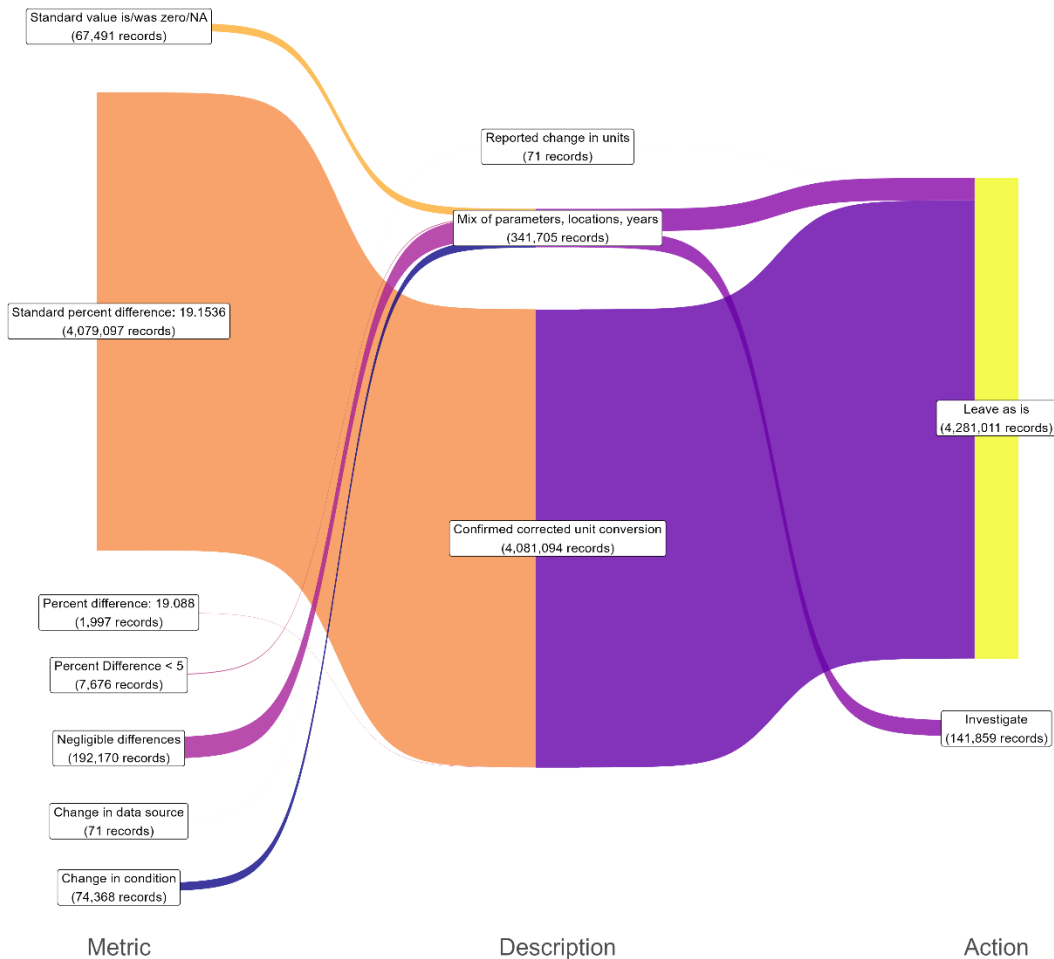 Standard value is/was zero/NA
(67,491 records)
Reported change in units
(71 records)
Mix of parameters, locations, years
(341,705 records)
Standard percent difference: 19.1536
(4,079,097 records)
Leave as is
(4,281,011 records)
Confirmed corrected unit conversion
(4,081,094 records)
Percent difference: 19.088
(1,997 records)
Percent Difference < 5
(7,676 records)
Investigate
(141,859 records)
Negligible differences
(192,170 records)
Change in data source
(71 records)
Change in condition
(74,368 records)
Metric
Description
Action